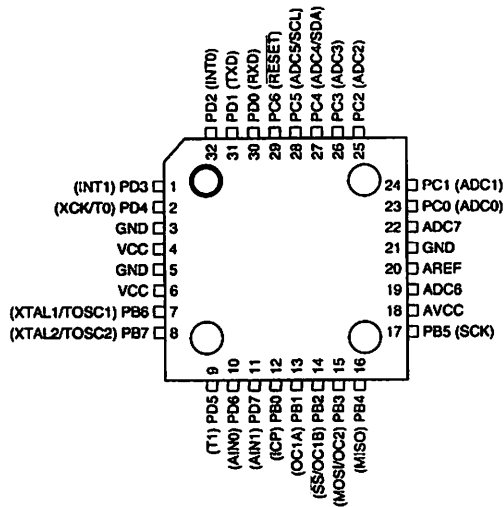 PD2 (INT0)
PD1 (TXD)
PD0 (RXD)
PC6 (RESET)
PC5 (ADC5/SCL)
PC4 (ADC4/SDA)
PC3 (ADC3)
PC2 (ADC2)
32 31 30 29 28 27 26 25
(INT1) PD3 1
(XCK/T0) PD4 2
GND 3
VCC 4
GND 5
VCC 6
(XTAL1/TOSC1) PB6 7
(XTAL2/TOSC2) PB7 8
24 PC1 (ADC1)
23 PC0 (ADC0)
22 ADC7
21 GND
20 AREF
19 ADC6
18 AVCC
17 PB5 (SCK)
9 10 11 12 13 14 15 16
(T1) PD5
(AIN0) PD6
(AIN1) PD7
(ICP) PB0
(OC1A) PB1
(SS/OC1B) PB2
(MOSI/OC2) PB3
(MISO) PB4